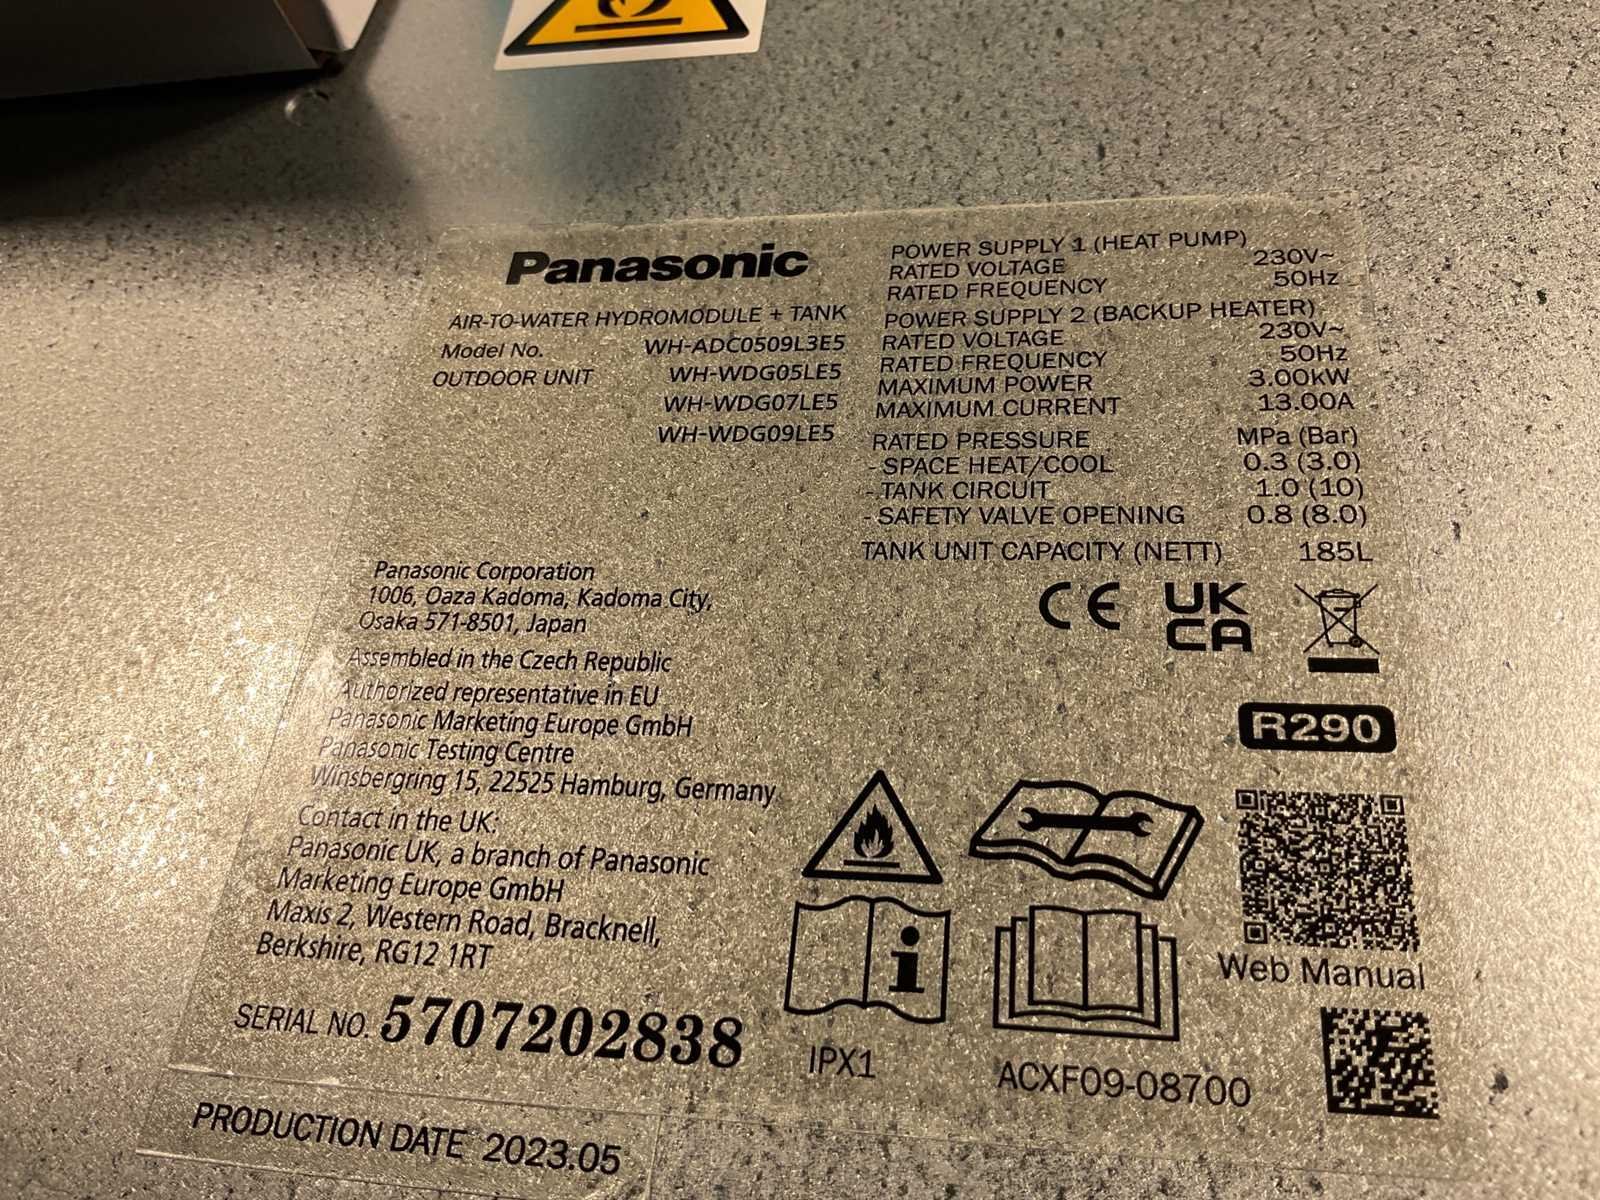 Panasonic
AIR-TO-WATER HYDROMODULE + TANK
Model No. WH-ADC0509L3E5
OUTDOOR UNIT WH-WDG05LE5
WH-WDG07LE5
WH-WDG09LE5
POWER SUPPLY 1 (HEAT PUMP)
RATED VOLTAGE 230V~
RATED FREQUENCY 50Hz
POWER SUPPLY 2 (BACKUP HEATER)
RATED VOLTAGE 230V~
RATED FREQUENCY 50Hz
MAXIMUM POWER 3.00kW
MAXIMUM CURRENT 13.00A
RATED PRESSURE MPa (Bar)
- SPACE HEAT/COOL 0.3 (3.0)
- TANK CIRCUIT 1.0 (10)
- SAFETY VALVE OPENING 0.8 (8.0)
TANK UNIT CAPACITY (NETT) 185L
Panasonic Corporation
1006, Oaza Kadoma, Kadoma City,
Osaka 571-8501, Japan
Assembled in the Czech Republic
Authorized representative in EU
Panasonic Marketing Europe GmbH
Panasonic Testing Centre
Winsbergring 15, 22525 Hamburg, Germany
Contact in the UK:
Panasonic UK, a branch of Panasonic
Marketing Europe GmbH
Maxis 2, Western Road, Bracknell,
Berkshire, RG12 1RT
SERIAL NO. 5707202838
CE
UK
CA
R290
Web Manual
IPX1
ACXF09-08700
PRODUCTION DATE 2023.05